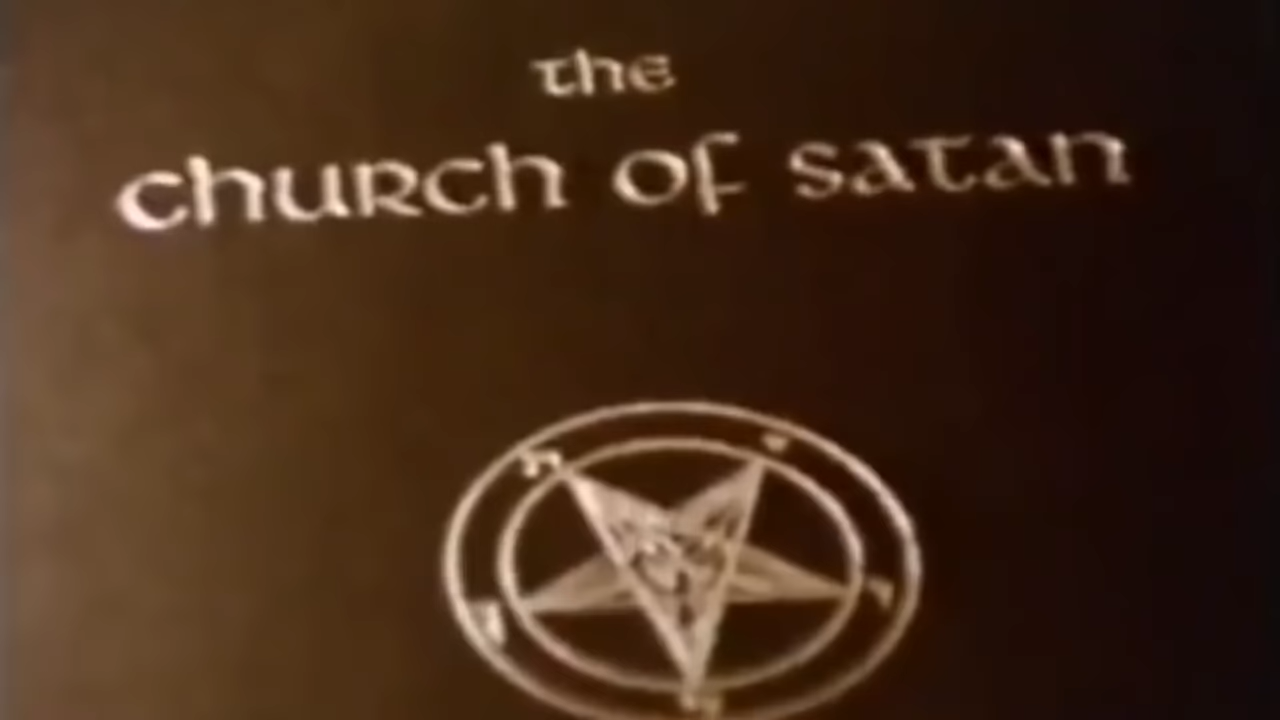 the
church of satan